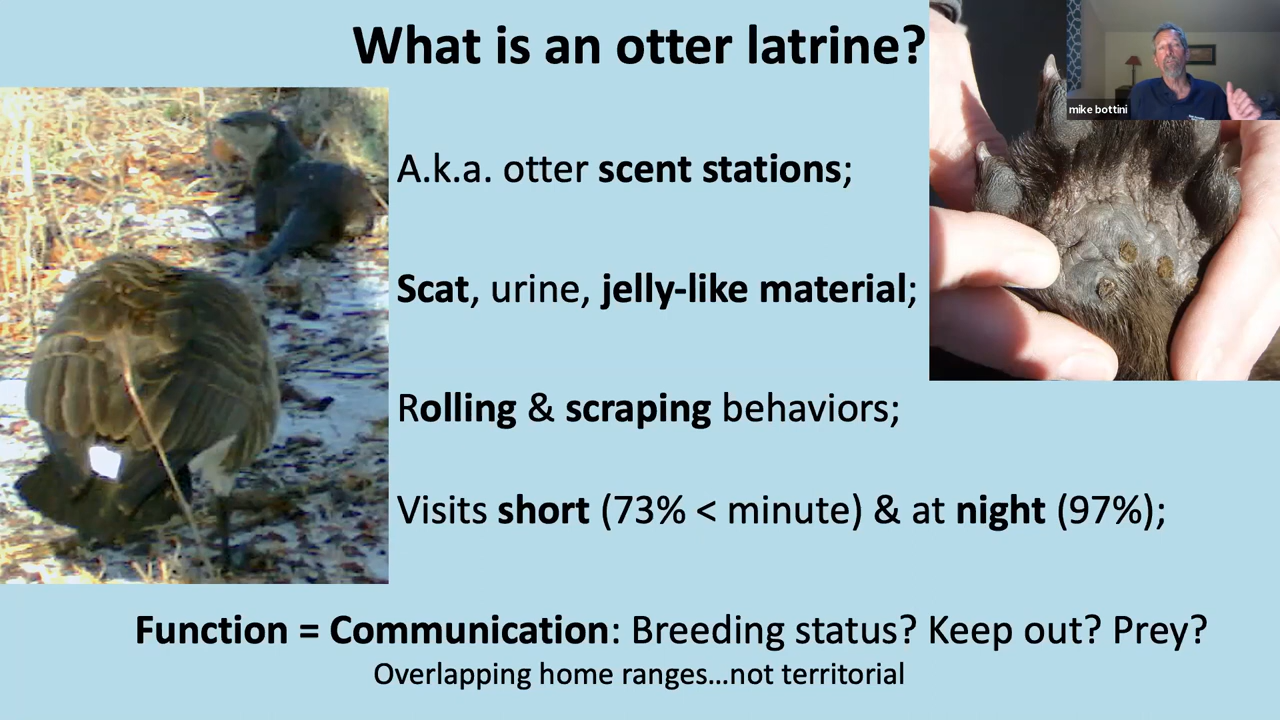 What is an otter latrine?
mike bottini
A.k.a. otter scent stations;
Scat, urine, jelly-like material;
Rolling & scraping behaviors;
Visits short (73% < minute) & at night (97%);
Function = Communication: Breeding status? Keep out? Prey?
Overlapping home ranges...not territorial